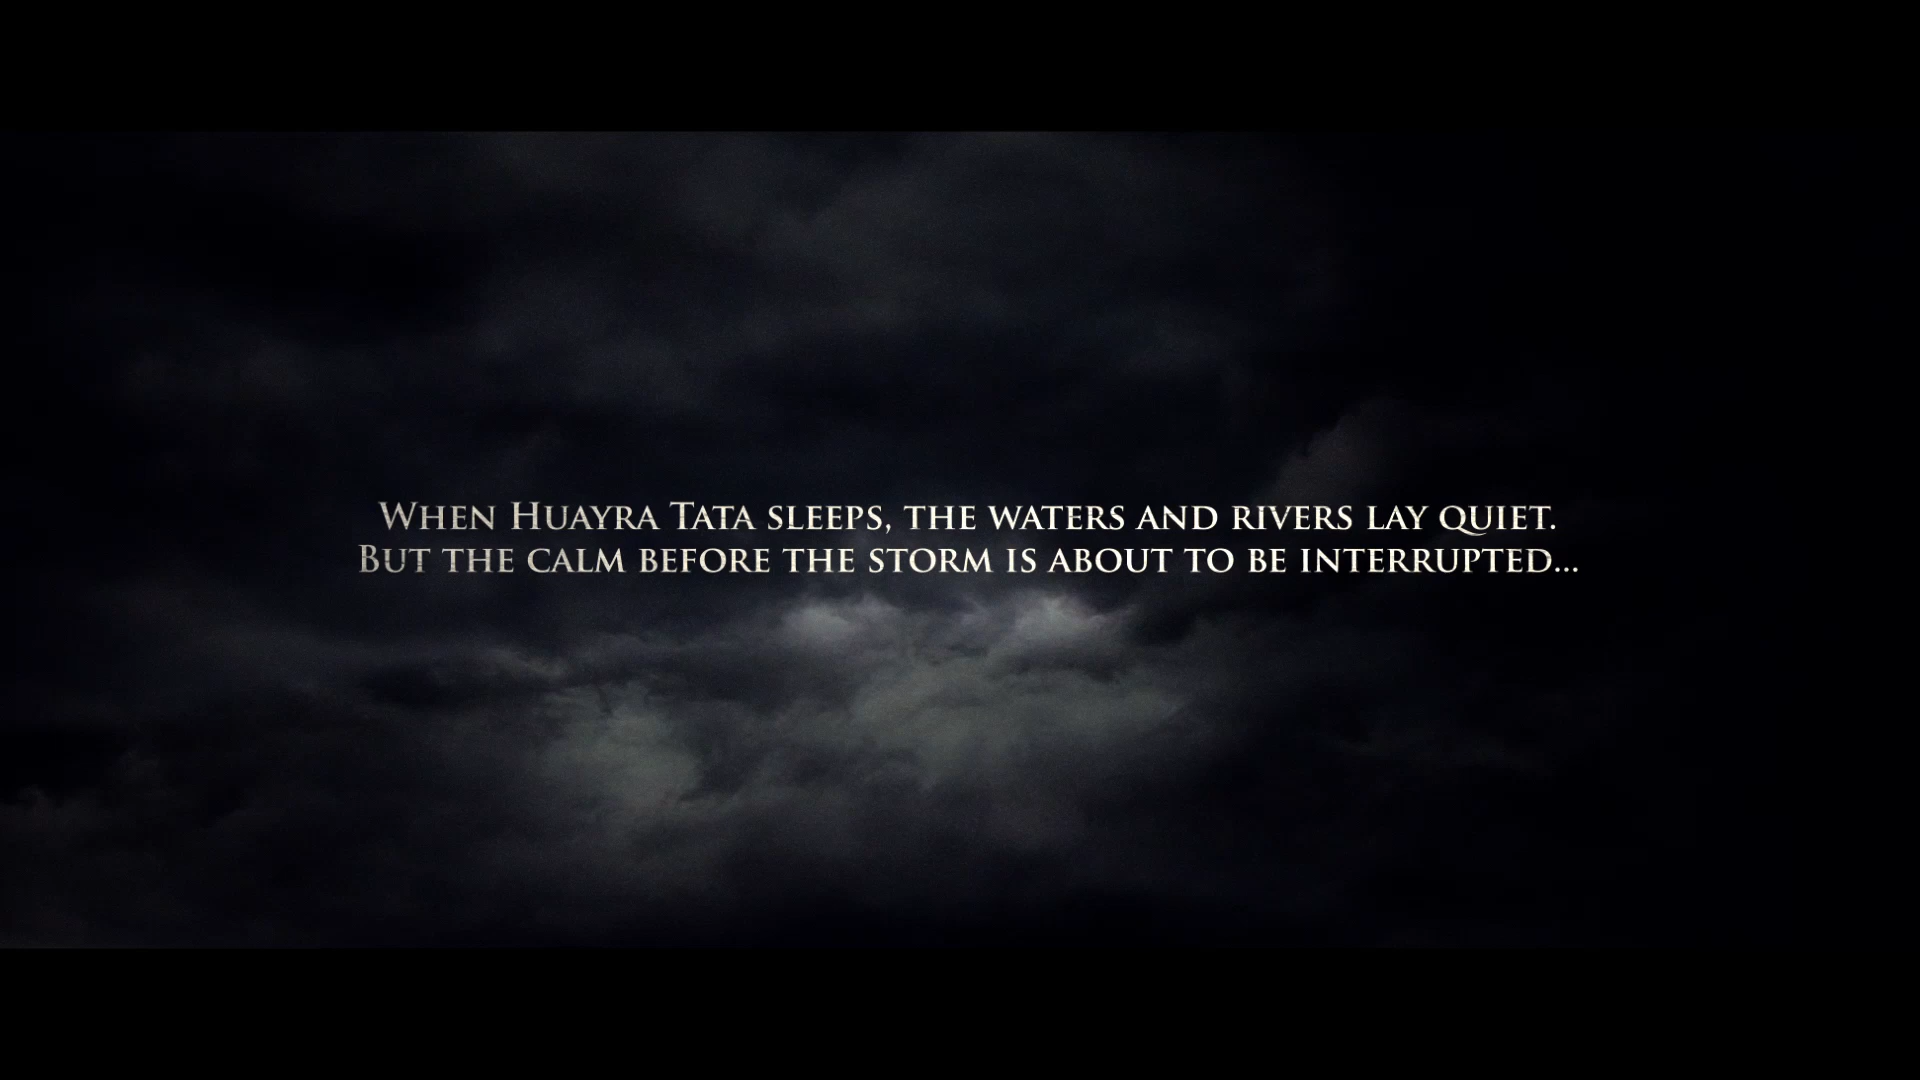 When Huayra Tata sleeps, the waters and rivers lay quiet.
But the calm before the storm is about to be interrupted...